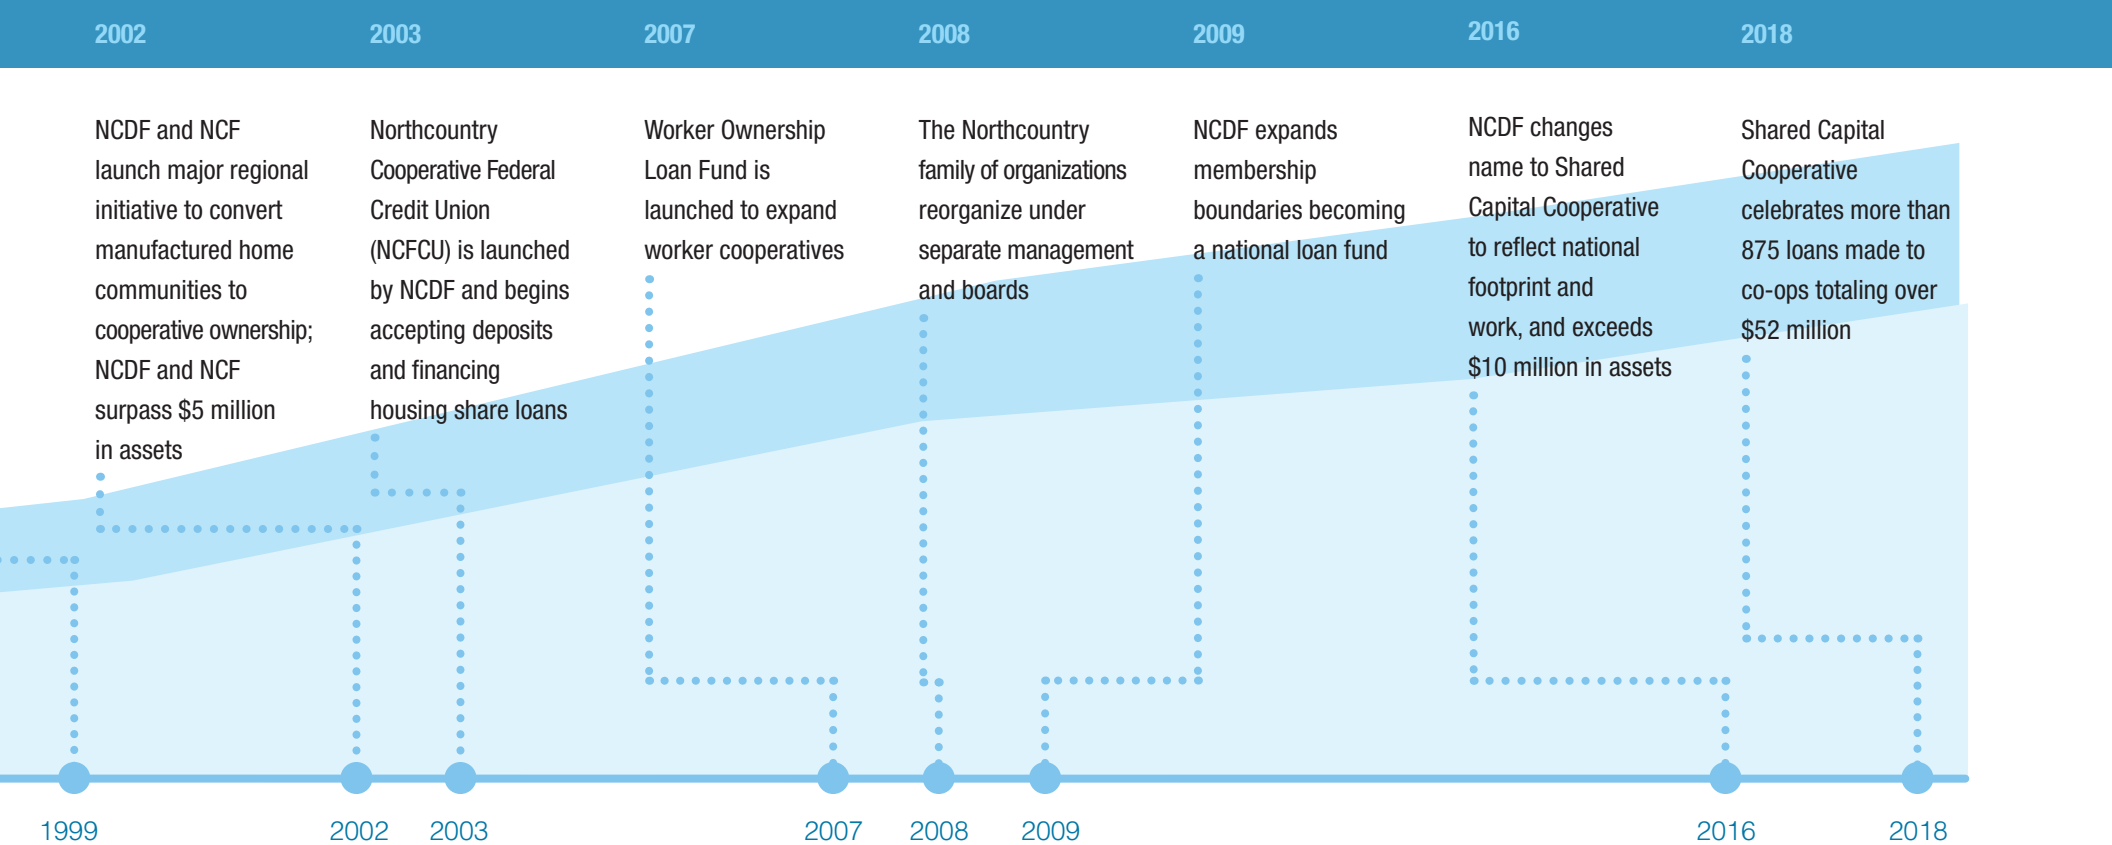 2002
2003
2007
2008
2009
2016
2018
NCDF and NCF
launch major regional
initiative to convert
manufactured home
communities to
cooperative ownership;
NCDF and NCF
surpass $5 million
in assets
Northcountry
Cooperative Federal
Credit Union
(NCFCU) is launched
by NCDF and begins
accepting deposits
and financing
housing share loans
Worker Ownership
Loan Fund is
launched to expand
worker cooperatives
The Northcountry
family of organizations
reorganize under
separate management
and boards
NCDF expands
membership
boundaries becoming
a national loan fund
NCDF changes
name to Shared
Capital Cooperative
to reflect national
footprint and
work, and exceeds
$10 million in assets
Shared Capital
Cooperative
celebrates more than
875 loans made to
co-ops totaling over
$52 million
1999
2002
2003
2007
2008
2009
2016
2018